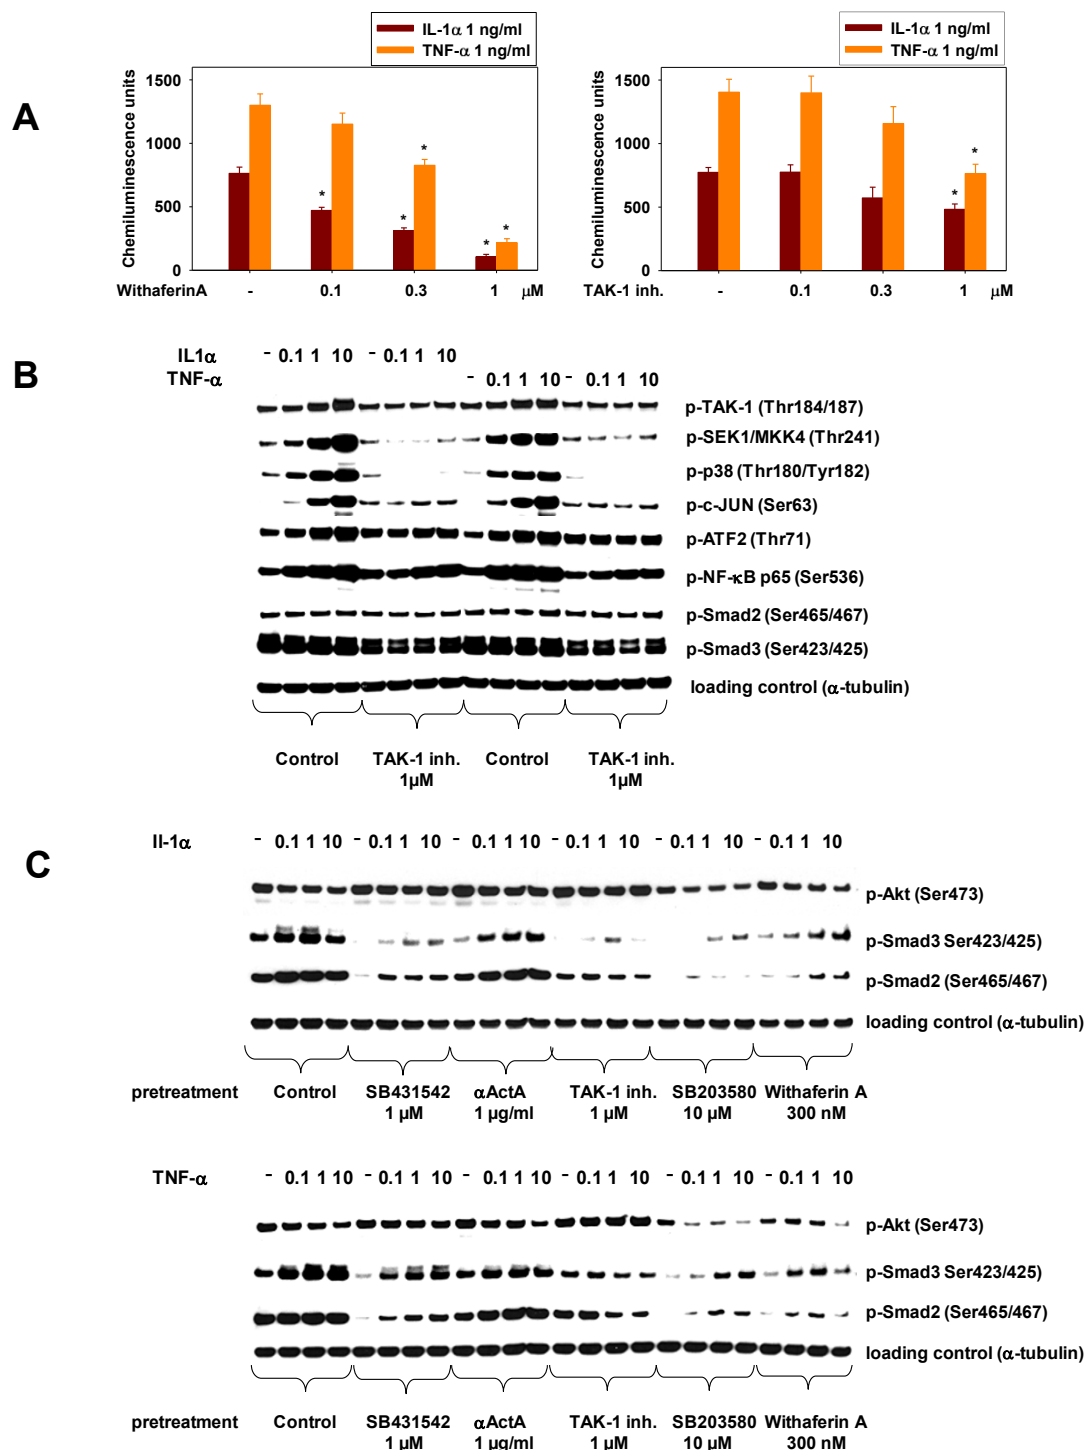 IL-1α 1 ng/ml
TNF-α 1 ng/ml
IL-1α 1 ng/ml
TNF-α 1 ng/ml
A
Chemiluminescence units
1500
1000
500
0
* * * * * *
WithaferinA - 0.1 0.3 1 μM
Chemiluminescence units
1500
1000
500
0
* *
TAK-1 inh. - 0.1 0.3 1 μM
B
IL1α - 0.1 1 10 - 0.1 1 10
TNF-α - 0.1 1 10 - 0.1 1 10
p-TAK-1 (Thr184/187)
p-SEK1/MKK4 (Thr241)
p-p38 (Thr180/Tyr182)
p-c-JUN (Ser63)
p-ATF2 (Thr71)
p-NF-κB p65 (Ser536)
p-Smad2 (Ser465/467)
p-Smad3 (Ser423/425)
loading control (α-tubulin)
Control TAK-1 inh. Control TAK-1 inh.
1μM 1μM
C
Il-1α - 0.1 1 10 - 0.1 1 10 - 0.1 1 10 - 0.1 1 10 - 0.1 1 10 - 0.1 1 10
p-Akt (Ser473)
p-Smad3 Ser423/425)
p-Smad2 (Ser465/467)
loading control (α-tubulin)
pretreatment Control SB431542 αActA TAK-1 inh. SB203580 Withaferin A
1 μM 1 μg/ml 1 μM 10 μM 300 nM
TNF-α - 0.1 1 10 - 0.1 1 10 - 0.1 1 10 - 0.1 1 10 - 0.1 1 10 - 0.1 1 10
p-Akt (Ser473)
p-Smad3 Ser423/425)
p-Smad2 (Ser465/467)
loading control (α-tubulin)
pretreatment Control SB431542 αActA TAK-1 inh. SB203580 Withaferin A
1 μM 1 μg/ml 1 μM 10 μM 300 nM